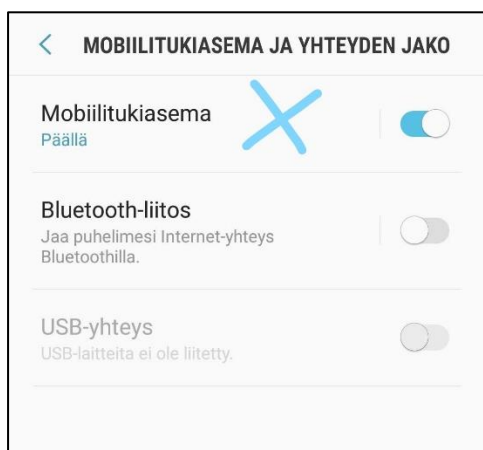 MOBIILITUKIASEMA JA YHTEYDEN JAKO
Mobiilitukiasema
Päällä
Bluetooth-liitos
Jaa puhelimesi Internet-yhteys
Bluetoothilla.
USB-yhteys
USB-laitteita ei ole liitetty.